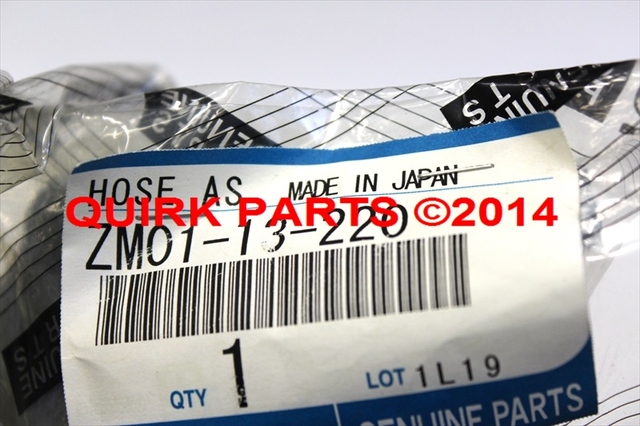 HOSE AS MADE IN JAPAN
QUIRK PARTS ©2014
ZM01-13-220
QTY 1 LOT 1L19
GENUINE PARTS